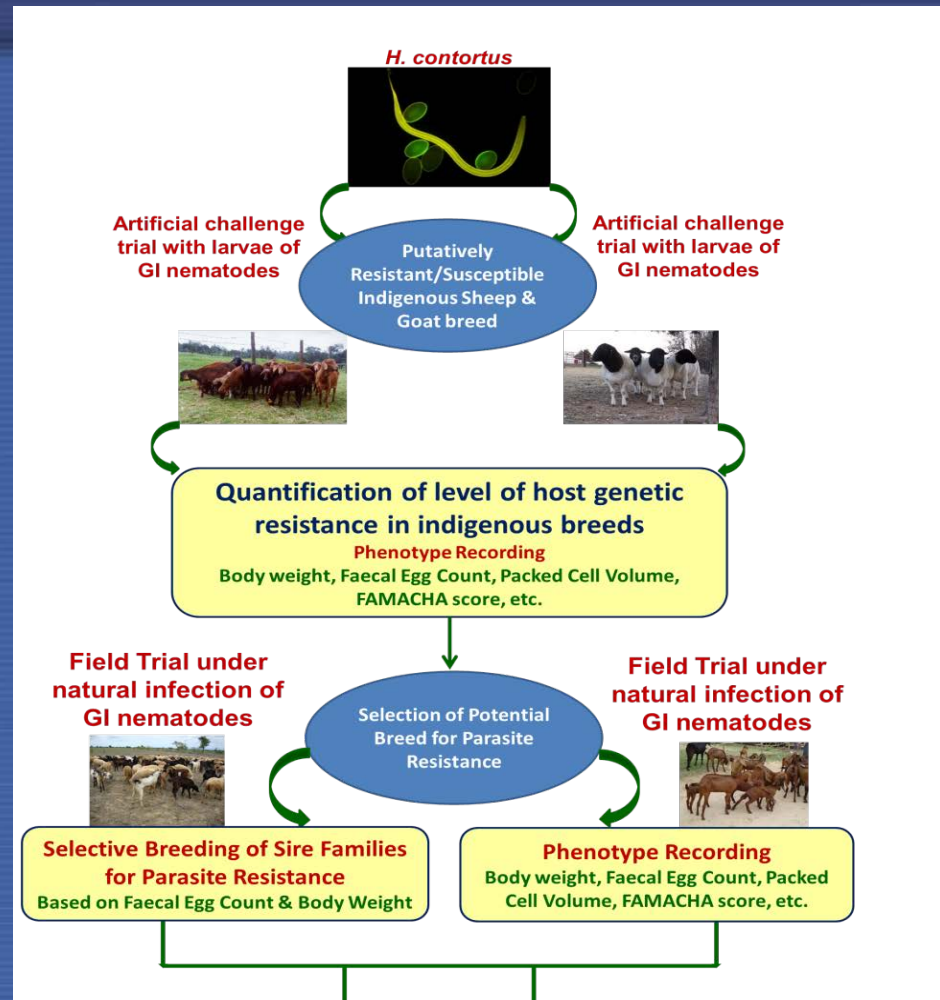 H. contortus
Artificial challenge
trial with larvae of
GI nematodes
Artificial challenge
trial with larvae of
GI nematodes
Putatively
Resistant/Susceptible
Indigenous Sheep &
Goat breed
Quantification of level of host genetic
resistance in indigenous breeds
Phenotype Recording
Body weight, Faecal Egg Count, Packed Cell Volume,
FAMACHA score, etc.
Field Trial under
natural infection of
GI nematodes
Field Trial under
natural infection of
GI nematodes
Selection of Potential
Breed for Parasite
Resistance
Selective Breeding of Sire Families
for Parasite Resistance
Based on Faecal Egg Count & Body Weight
Phenotype Recording
Body weight, Faecal Egg Count, Packed
Cell Volume, FAMACHA score, etc.